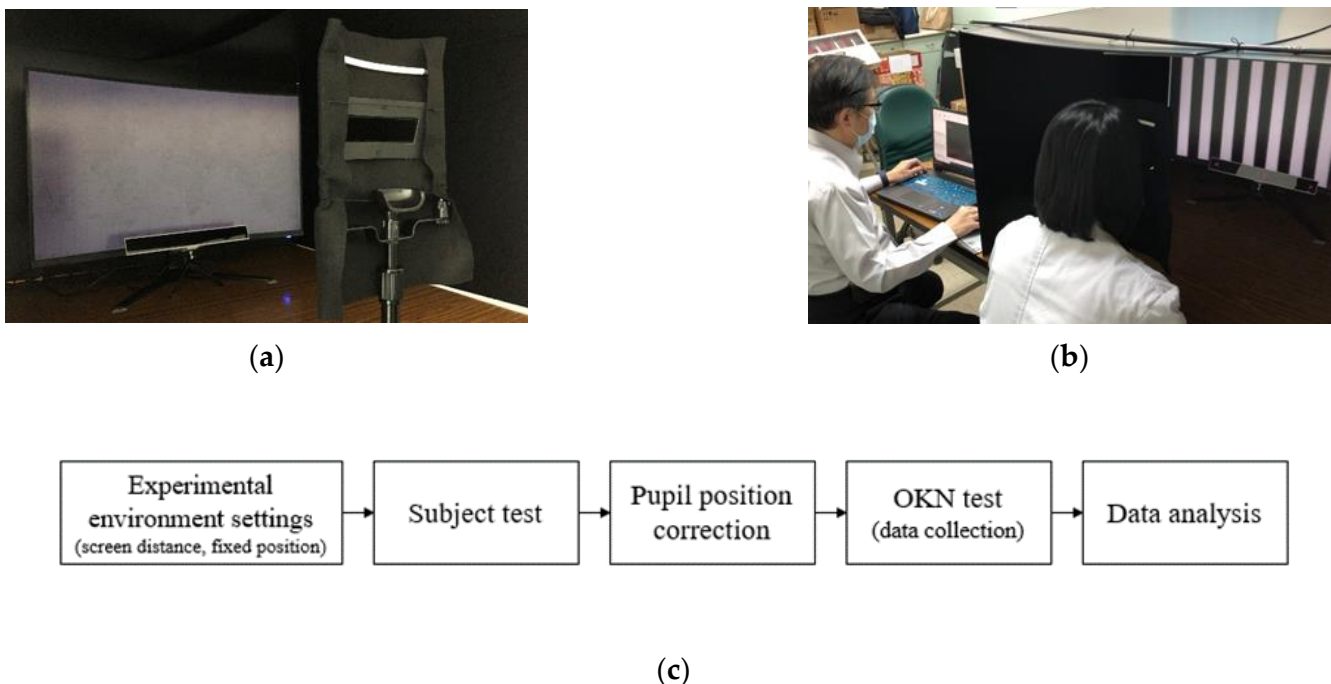 (a)
(b)
Experimental
environment settings
(screen distance, fixed position)
Subject test
Pupil position
correction
OKN test
(data collection)
Data analysis
(c)